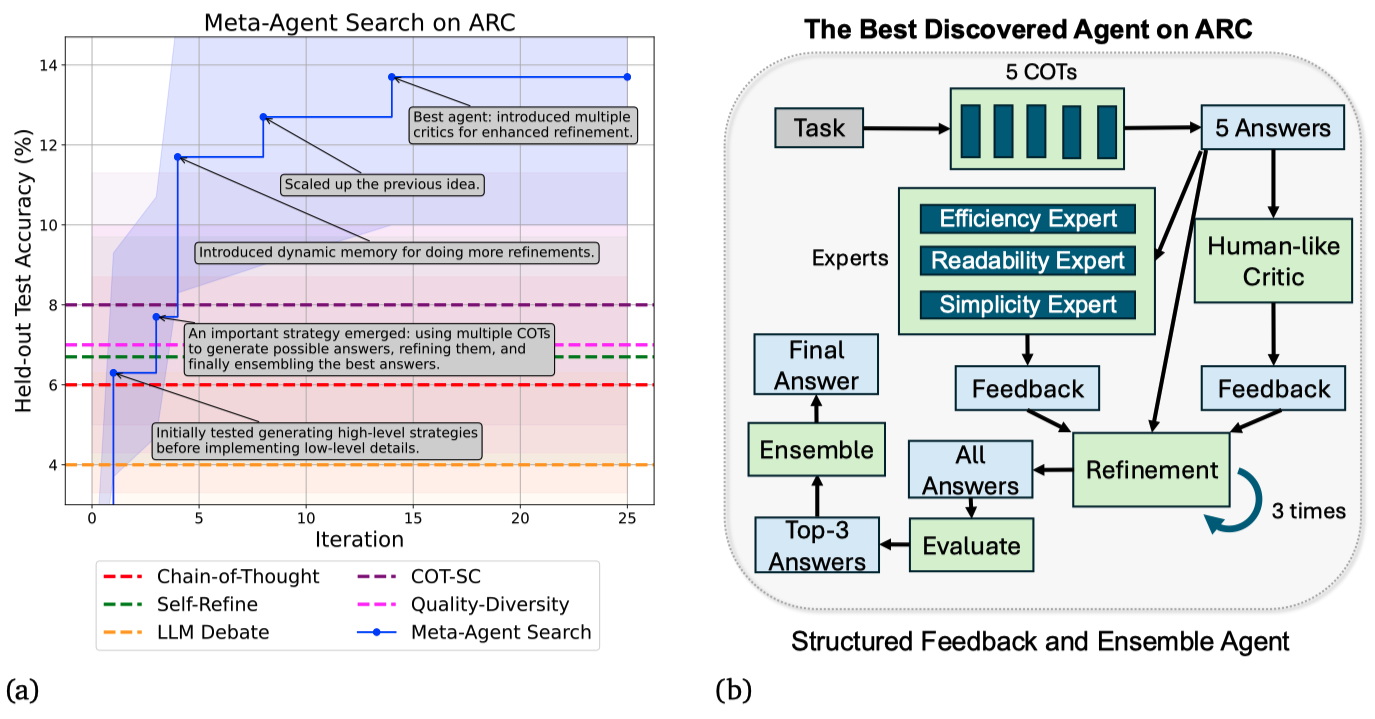 Meta-Agent Search on ARC
Held-out Test Accuracy (%)
14
12
10
8
6
4
Best agent: introduced multiple
critics for enhanced refinement.
Scaled up the previous idea.
Introduced dynamic memory for doing more refinements.
An important strategy emerged: using multiple COTs
to generate possible answers, refining them, and
finally ensembling the best answers.
Initially tested generating high-level strategies
before implementing low-level details.
0
5
10
15
20
25
Iteration
Chain-of-Thought
Self-Refine
LLM Debate
COT-SC
Quality-Diversity
Meta-Agent Search
(a)
The Best Discovered Agent on ARC
5 COTs
Task
5 Answers
Experts
Efficiency Expert
Readability Expert
Simplicity Expert
Human-like
Critic
Feedback
Feedback
Refinement
3 times
All
Answers
Evaluate
Top-3
Answers
Ensemble
Final
Answer
Structured Feedback and Ensemble Agent
(b)